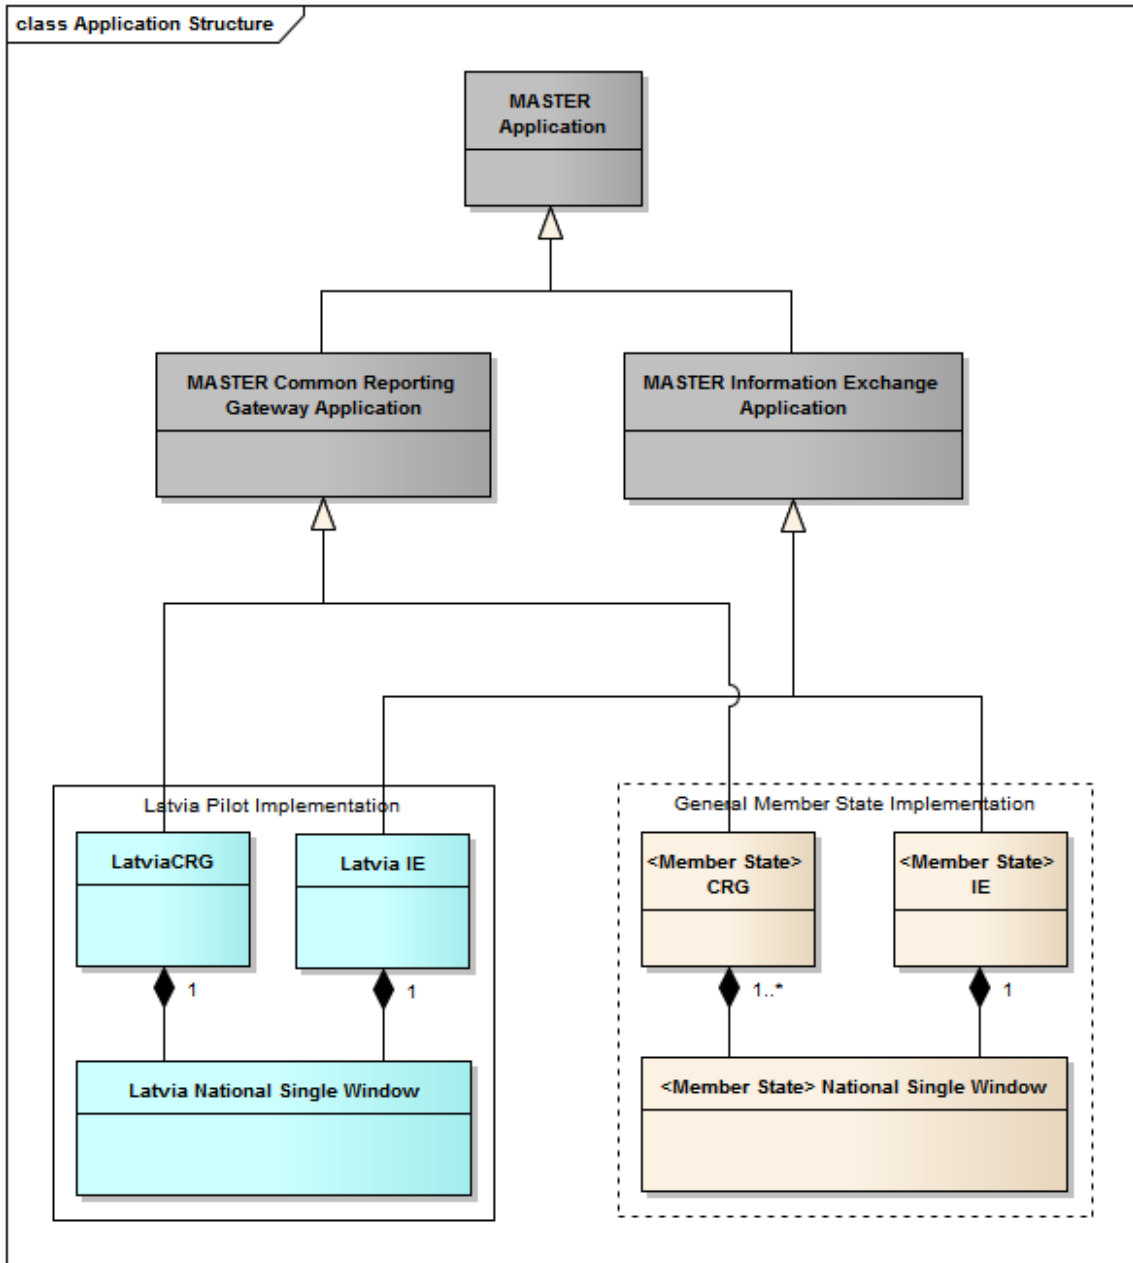 class Application Structure
MASTER
Application
MASTER Common Reporting
Gateway Application
MASTER Information Exchange
Application
Latvia Pilot Implementation
LatviaCRG
Latvia IE
1
1
Latvia National Single Window
General Member State Implementation
<Member State>
CRG
<Member State>
IE
1..*
1
<Member State> National Single Window